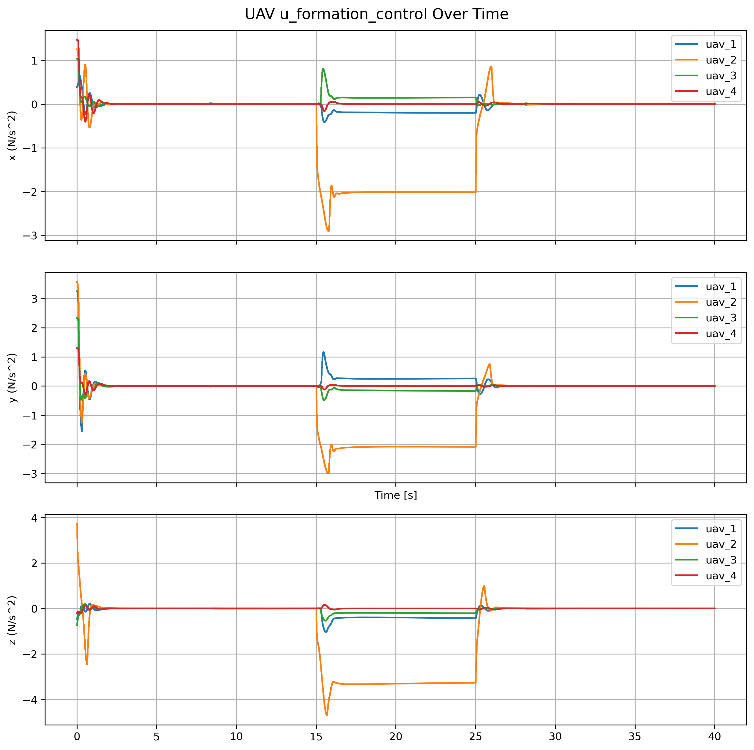 UAV u_formation_control Over Time
x (N/s^2)
1
0
−1
−2
−3
uav_1
uav_2
uav_3
uav_4
y (N/s^2)
3
2
1
0
−1
−2
−3
uav_1
uav_2
uav_3
uav_4
Time [s]
z (N/s^2)
4
2
0
−2
−4
uav_1
uav_2
uav_3
uav_4
0 5 10 15 20 25 30 35 40